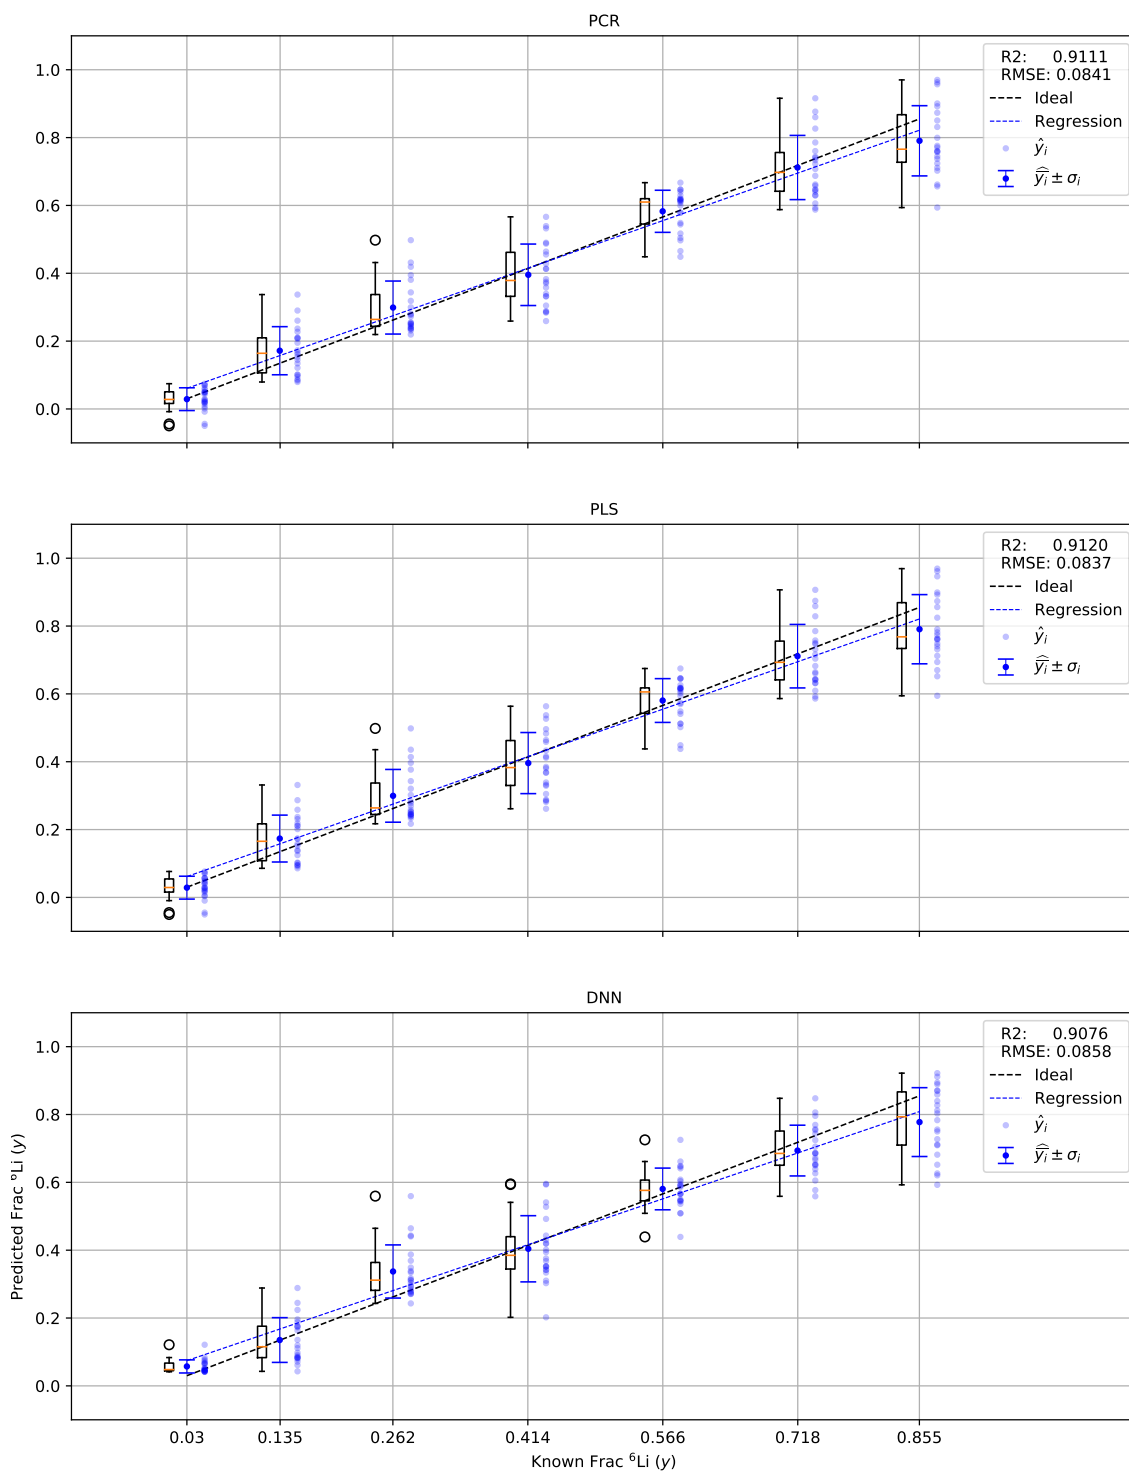 PCR
1.0
0.8
0.6
0.4
0.2
0.0
R2: 0.9111
RMSE: 0.0841
Ideal
Regression
ŷᵢ
ŷ̅ᵢ ± σᵢ
PLS
1.0
0.8
0.6
0.4
0.2
0.0
R2: 0.9120
RMSE: 0.0837
Ideal
Regression
ŷᵢ
ŷ̅ᵢ ± σᵢ
DNN
Predicted Frac ⁶Li (y)
1.0
0.8
0.6
0.4
0.2
0.0
R2: 0.9076
RMSE: 0.0858
Ideal
Regression
ŷᵢ
ŷ̅ᵢ ± σᵢ
0.03 0.135 0.262 0.414 0.566 0.718 0.855
Known Frac ⁶Li (y)